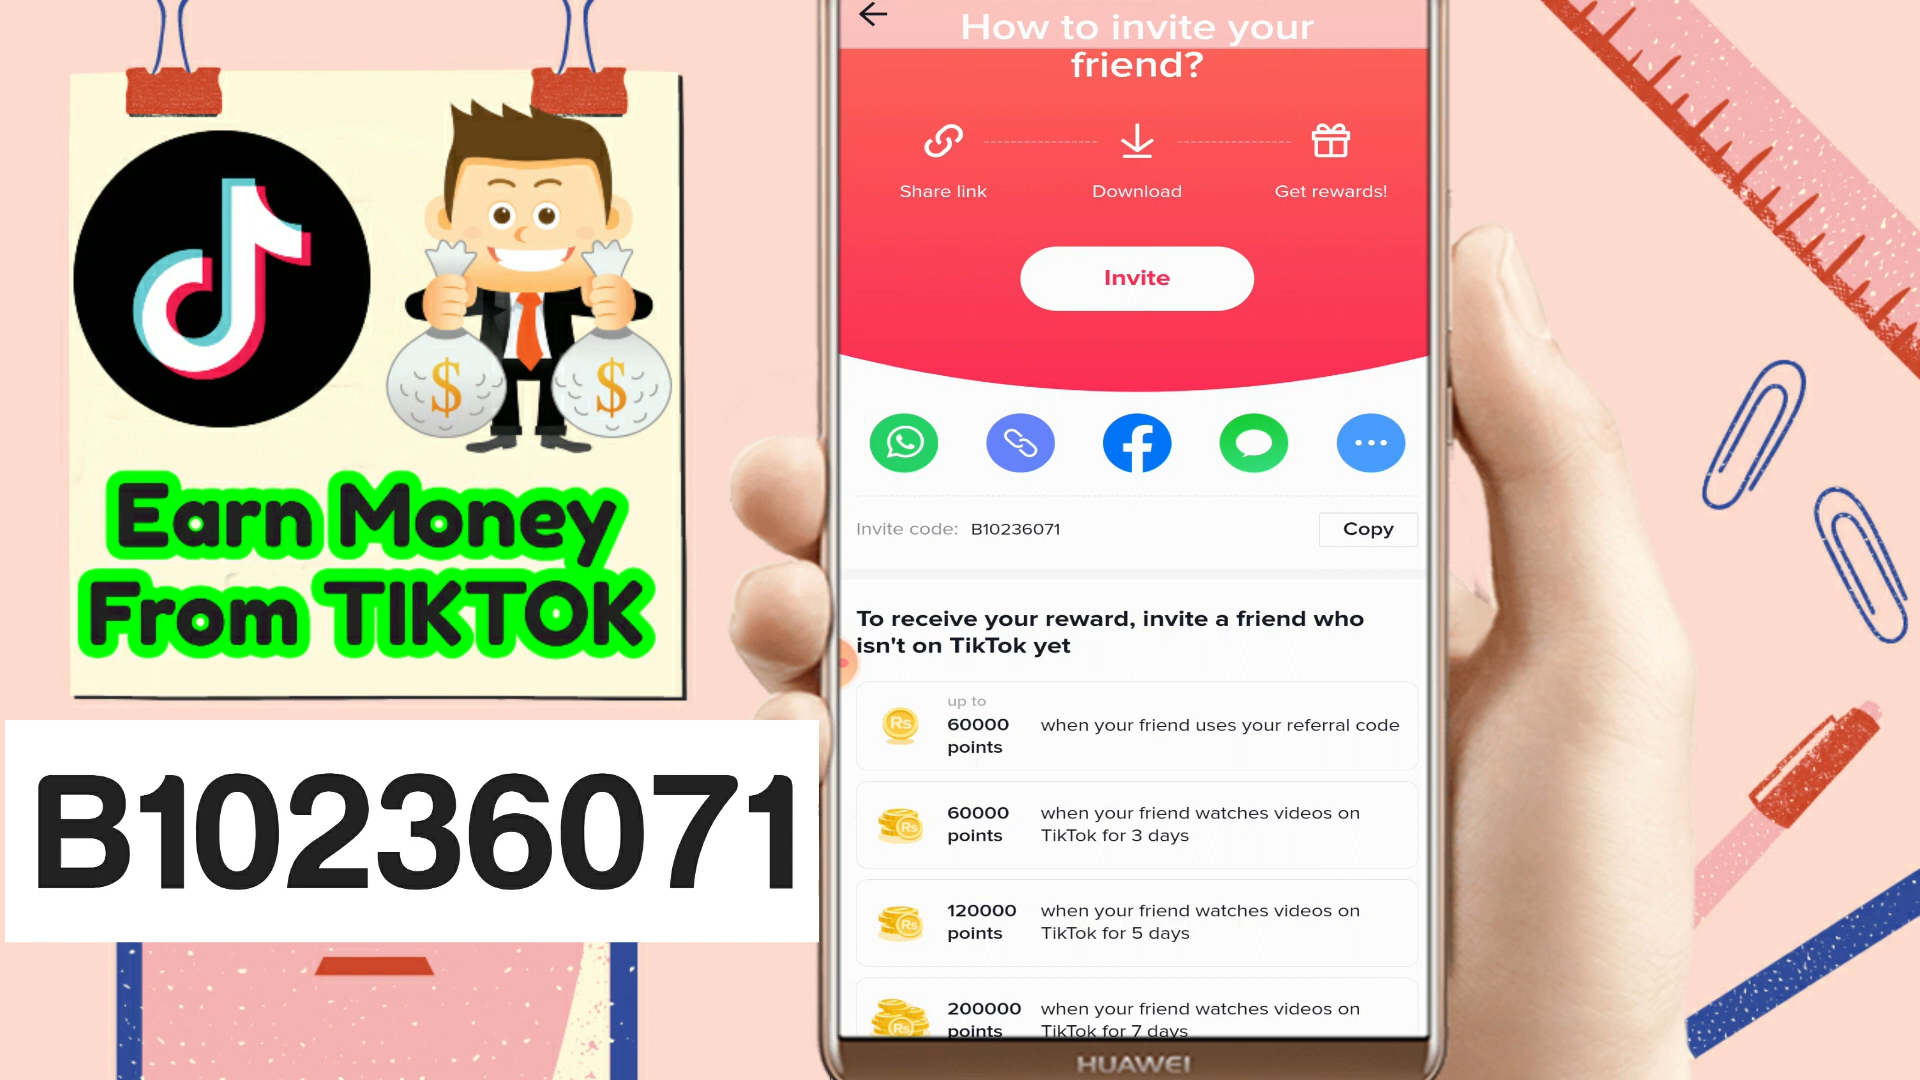 Earn Money
From TIKTOK
B10236071
How to invite your
friend?
Share link
Download
Get rewards!
Invite
Invite code: B10236071
Copy
To receive your reward, invite a friend who
isn't on TikTok yet
up to
60000
points
when your friend uses your referral code
60000
points
when your friend watches videos on
TikTok for 3 days
120000
points
when your friend watches videos on
TikTok for 5 days
200000
points
when your friend watches videos on
TikTok for 7 days
Rs
Rs
Rs
Rs
$
$
HUAWEI